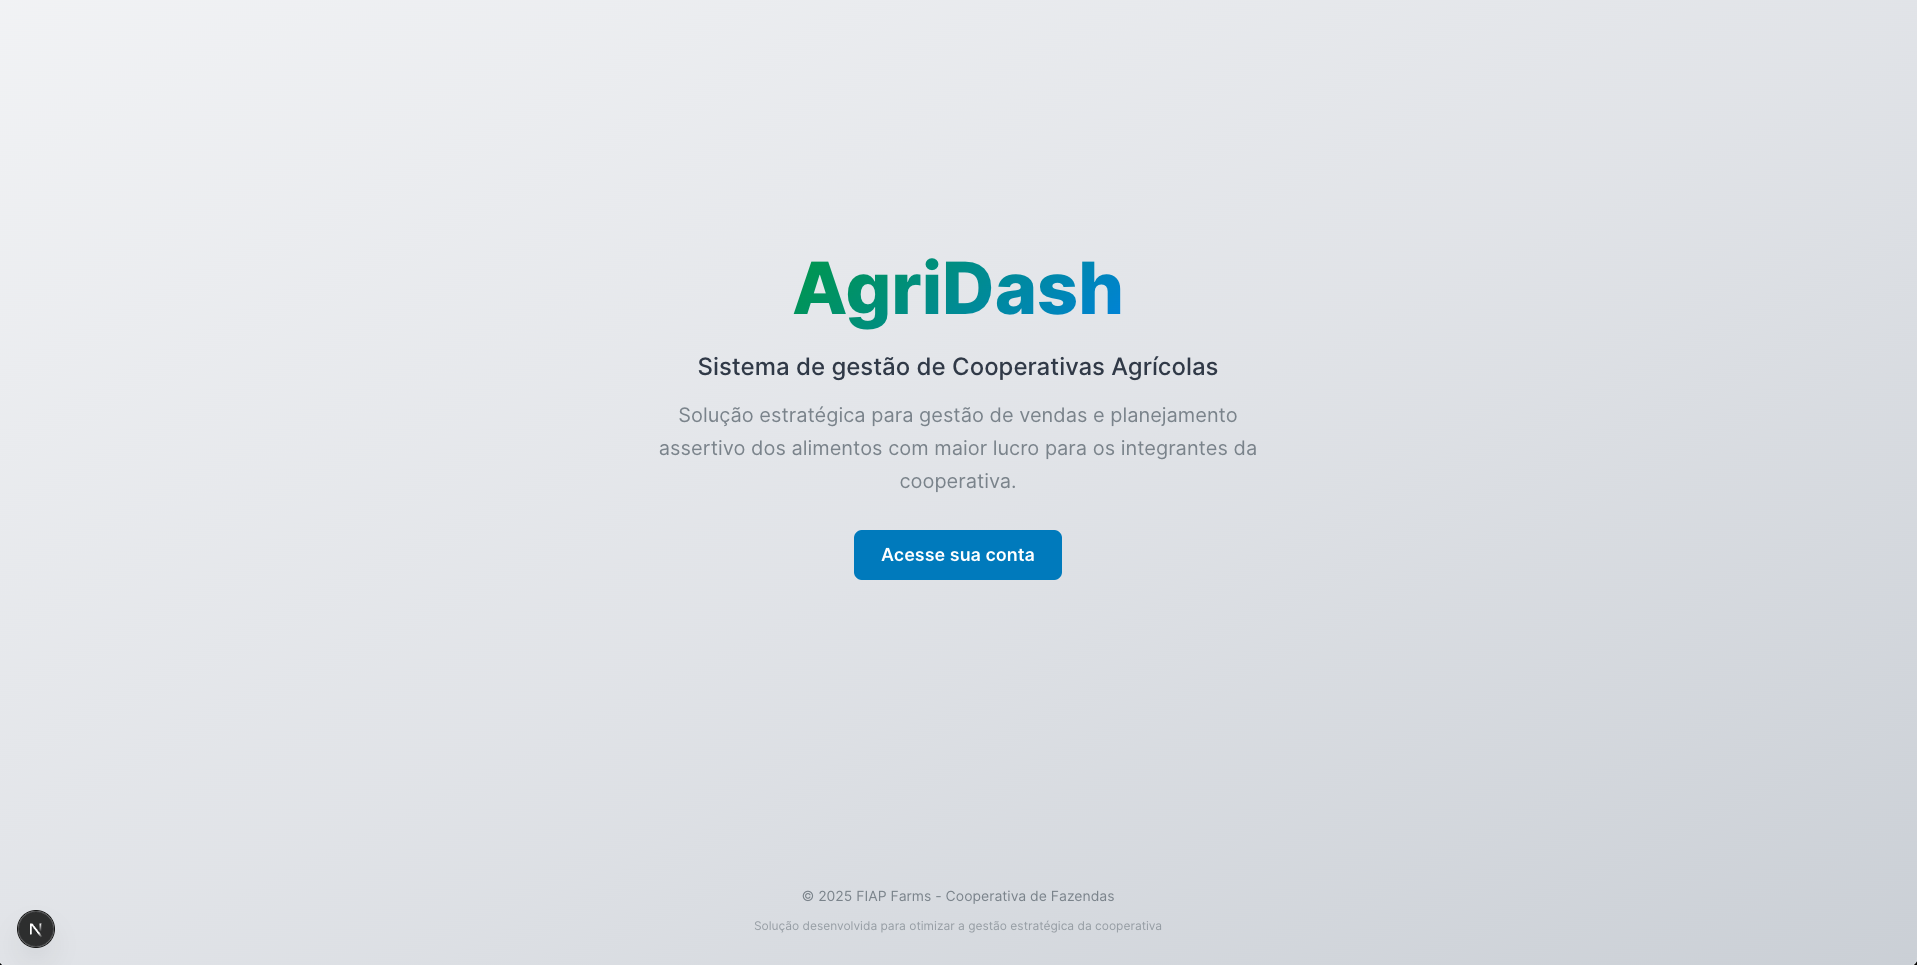 AgriDash
Sistema de gestão de Cooperativas Agrícolas
Solução estratégica para gestão de vendas e planejamento
assertivo dos alimentos com maior lucro para os integrantes da
cooperativa.
Acesse sua conta
© 2025 FIAP Farms - Cooperativa de Fazendas
Solução desenvolvida para otimizar a gestão estratégica da cooperativa
N